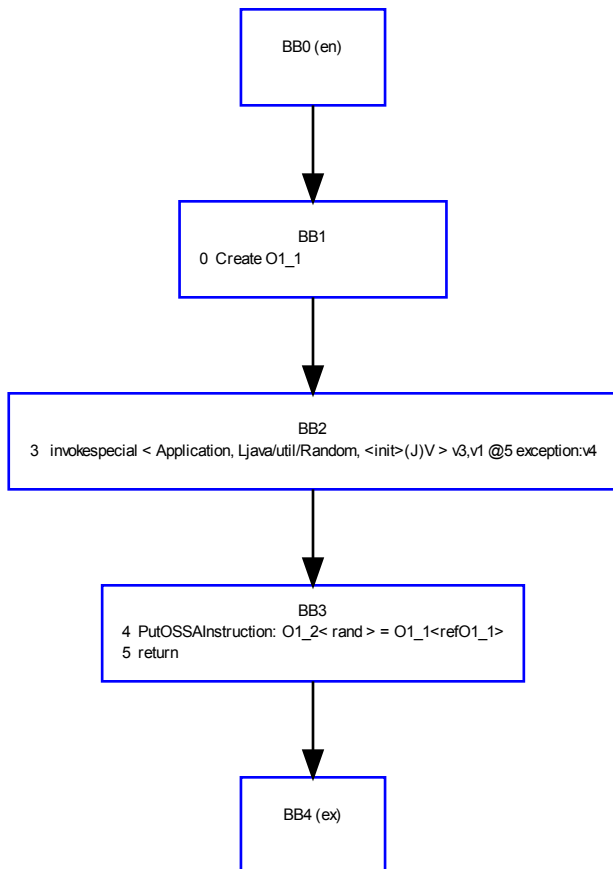 BB0 (en)
BB1
0 Create O1_1
BB2
3 invokespecial < Application, Ljava/util/Random, <init>(J)V > v3,v1 @5 exception:v4
BB3
4 PutOSSAInstruction: O1_2< rand > = O1_1<refO1_1>
5 return
BB4 (ex)